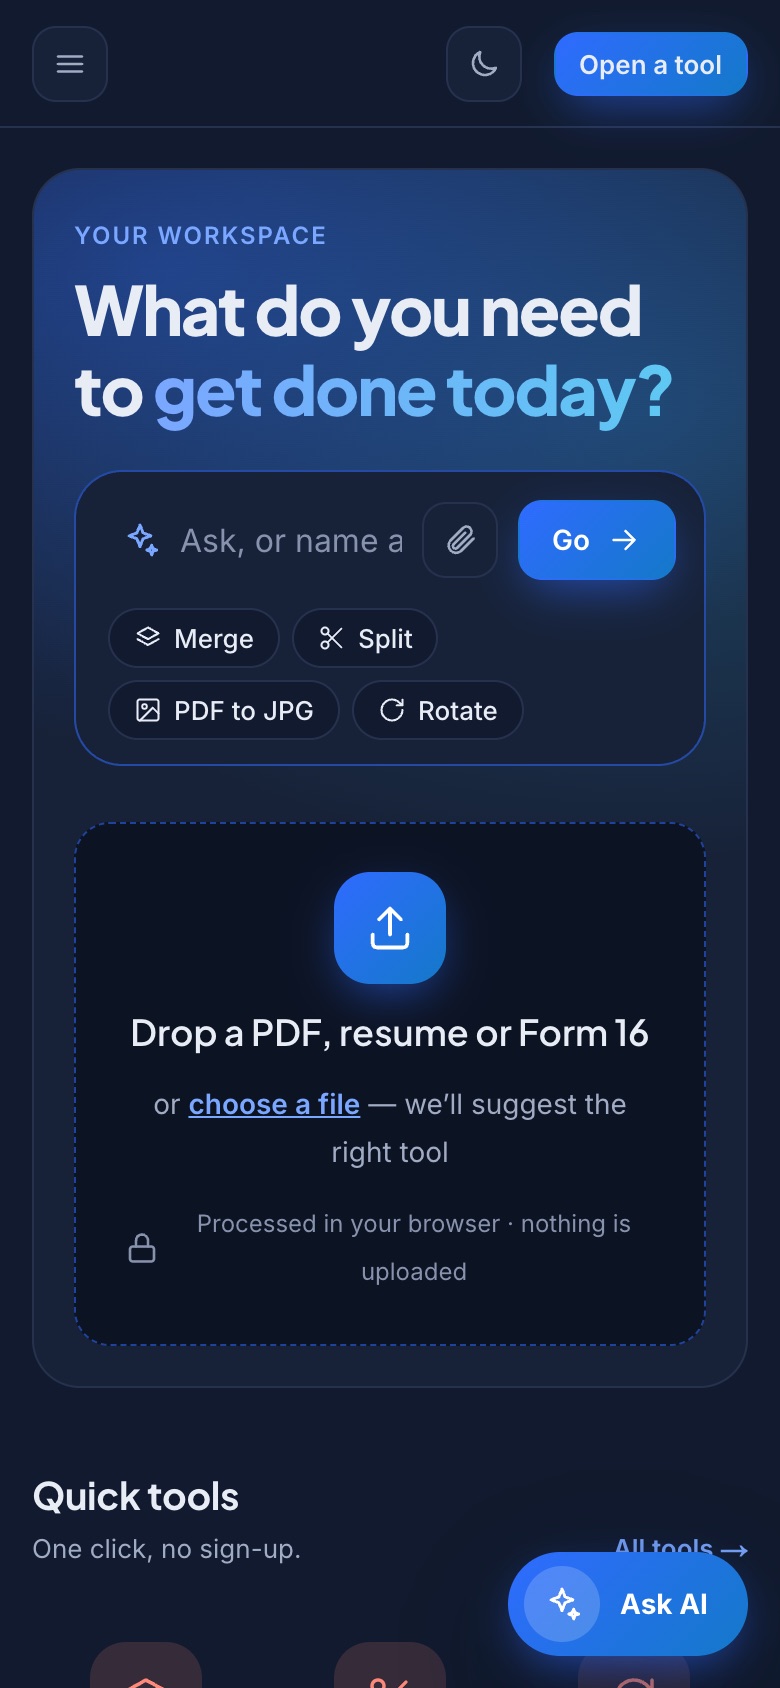 Open a tool
YOUR WORKSPACE
What do you need
to get done today?
Ask, or name a
Go →
Merge
Split
PDF to JPG
Rotate
Drop a PDF, resume or Form 16
or choose a file — we’ll suggest the
right tool
Processed in your browser · nothing is
uploaded
Quick tools
One click, no sign-up.
All tools →
Ask AI